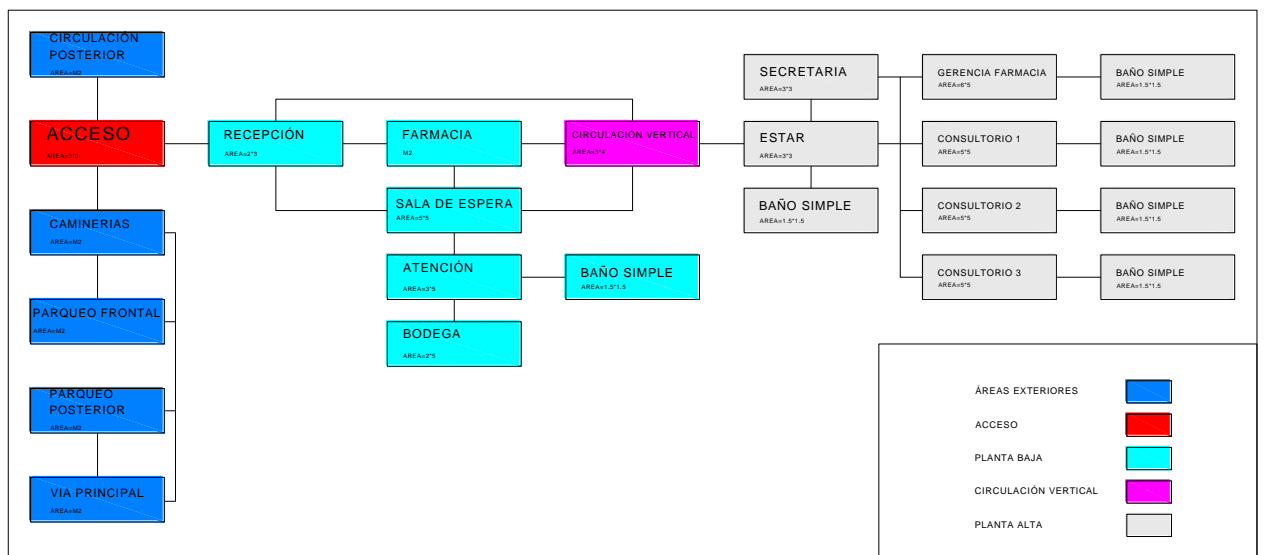 CIRCULACIÓN
POSTERIOR
AREA=M2
ACCESO
AREA=3*3
CAMINERIAS
AREA=M2
PARQUEO FRONTAL
AREA=M2
PARQUEO
POSTERIOR
AREA=M2
VIA PRINCIPAL
AREA=M2
RECEPCIÓN
AREA=2*3
FARMACIA
M2
SALA DE ESPERA
AREA=5*5
ATENCIÓN
AREA=3*5
BODEGA
AREA=2*5
BAÑO SIMPLE
AREA=1.5*1.5
CIRCULACIÓN VERTICAL
AREA=3*4
SECRETARIA
AREA=3*3
ESTAR
AREA=3*3
BAÑO SIMPLE
AREA=1.5*1.5
GERENCIA FARMACIA
AREA=6*5
BAÑO SIMPLE
AREA=1.5*1.5
CONSULTORIO 1
AREA=5*5
BAÑO SIMPLE
AREA=1.5*1.5
CONSULTORIO 2
AREA=5*5
BAÑO SIMPLE
AREA=1.5*1.5
CONSULTORIO 3
AREA=5*5
BAÑO SIMPLE
AREA=1.5*1.5
ÁREAS EXTERIORES
ACCESO
PLANTA BAJA
CIRCULACIÓN VERTICAL
PLANTA ALTA